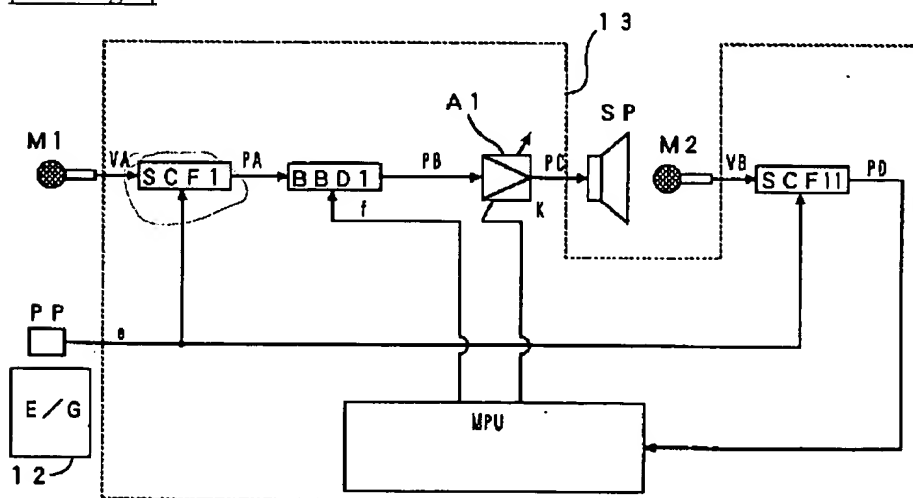 13
A1
SP
M1
M2
VA
SCF1
PA
BBD1
PB
PC
VB
SCF11
PD
f
K
PP
e
E/G
MPU
12